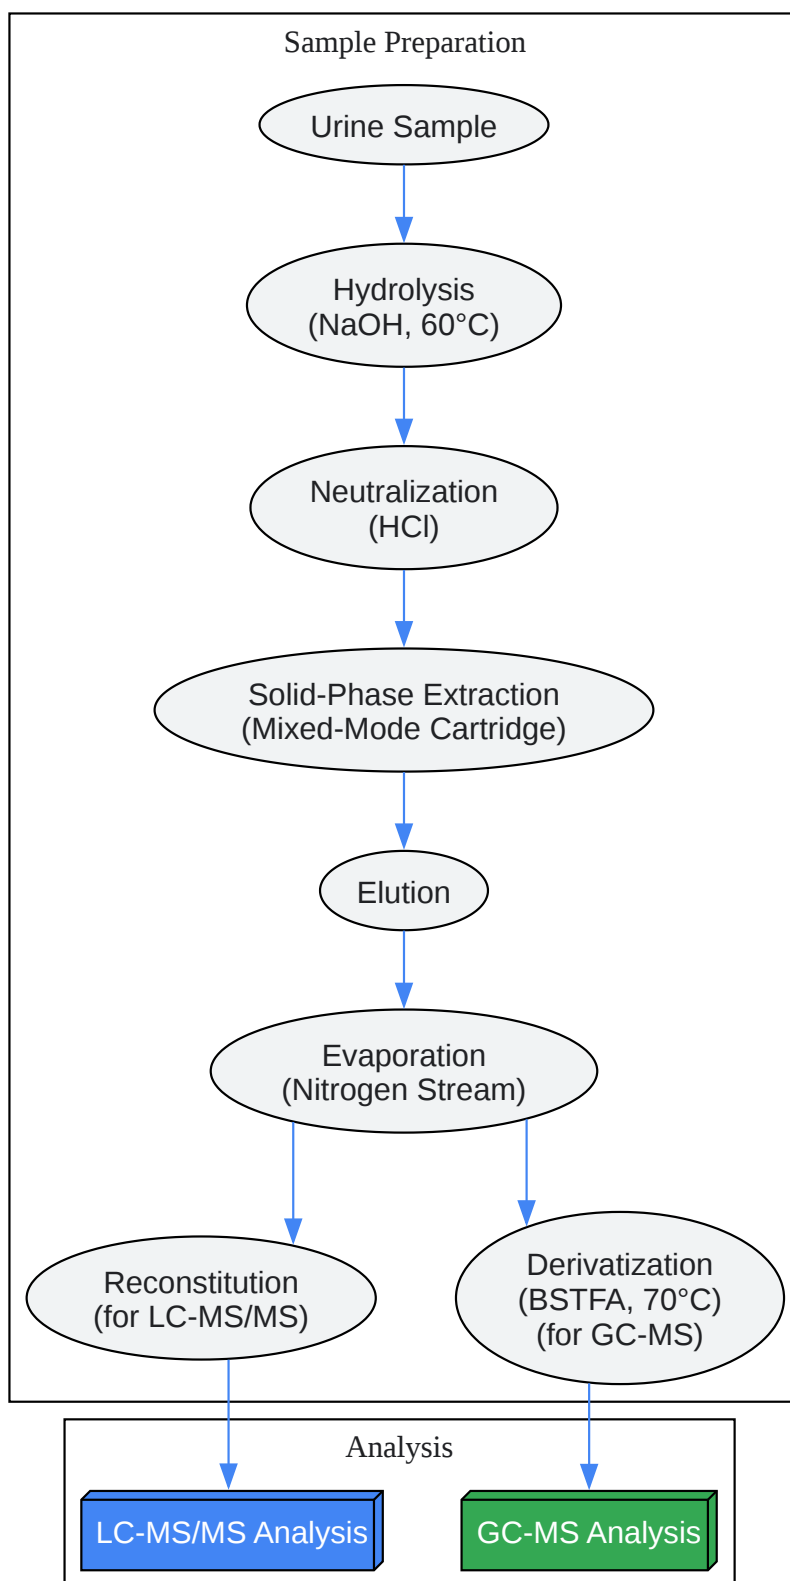 Sample Preparation
Urine Sample
Hydrolysis
(NaOH, 60°C)
Neutralization
(HCl)
Solid-Phase Extraction
(Mixed-Mode Cartridge)
Elution
Evaporation
(Nitrogen Stream)
Reconstitution
(for LC-MS/MS)
Derivatization
(BSTFA, 70°C)
(for GC-MS)
Analysis
LC-MS/MS Analysis
GC-MS Analysis